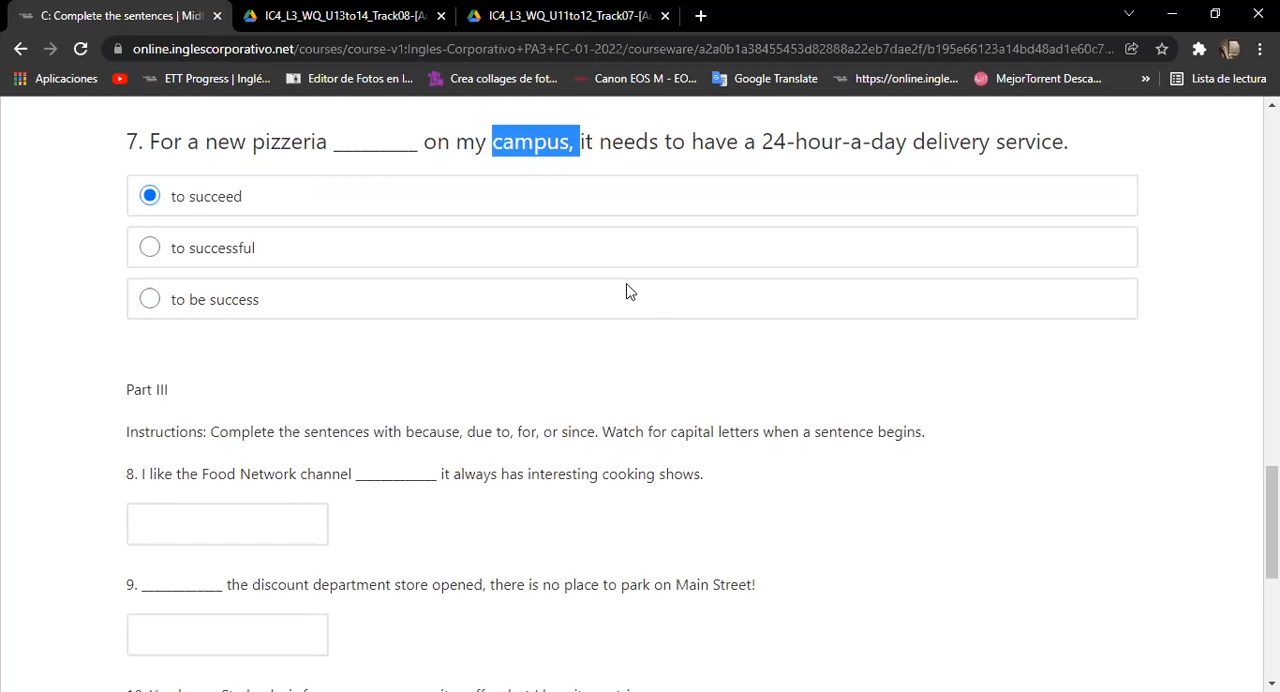 C: Complete the sentences | Midt
IC4_L3_WQ_U13to14_Track08-[Au
IC4_L3_WQ_U11to12_Track07-[Au
online.inglescorporativo.net/courses/course-v1:Ingles-Corporativo+PA3+FC-01-2022/courseware/a2a0b1a38455453d82888a22eb7dae2f/b195e66123a14bd48ad1e60c7...
Aplicaciones
ETT Progress | Inglé...
Editor de Fotos en l...
Crea collages de fot...
Canon EOS M - EO...
Google Translate
https://online.ingle...
MejorTorrent Desca...
»
Lista de lectura
7. For a new pizzeria _________ on my campus, it needs to have a 24-hour-a-day delivery service.
to succeed
to successful
to be success
Part III
Instructions: Complete the sentences with because, due to, for, or since. Watch for capital letters when a sentence begins.
8. I like the Food Network channel ____________ it always has interesting cooking shows.
9. ____________ the discount department store opened, there is no place to park on Main Street!